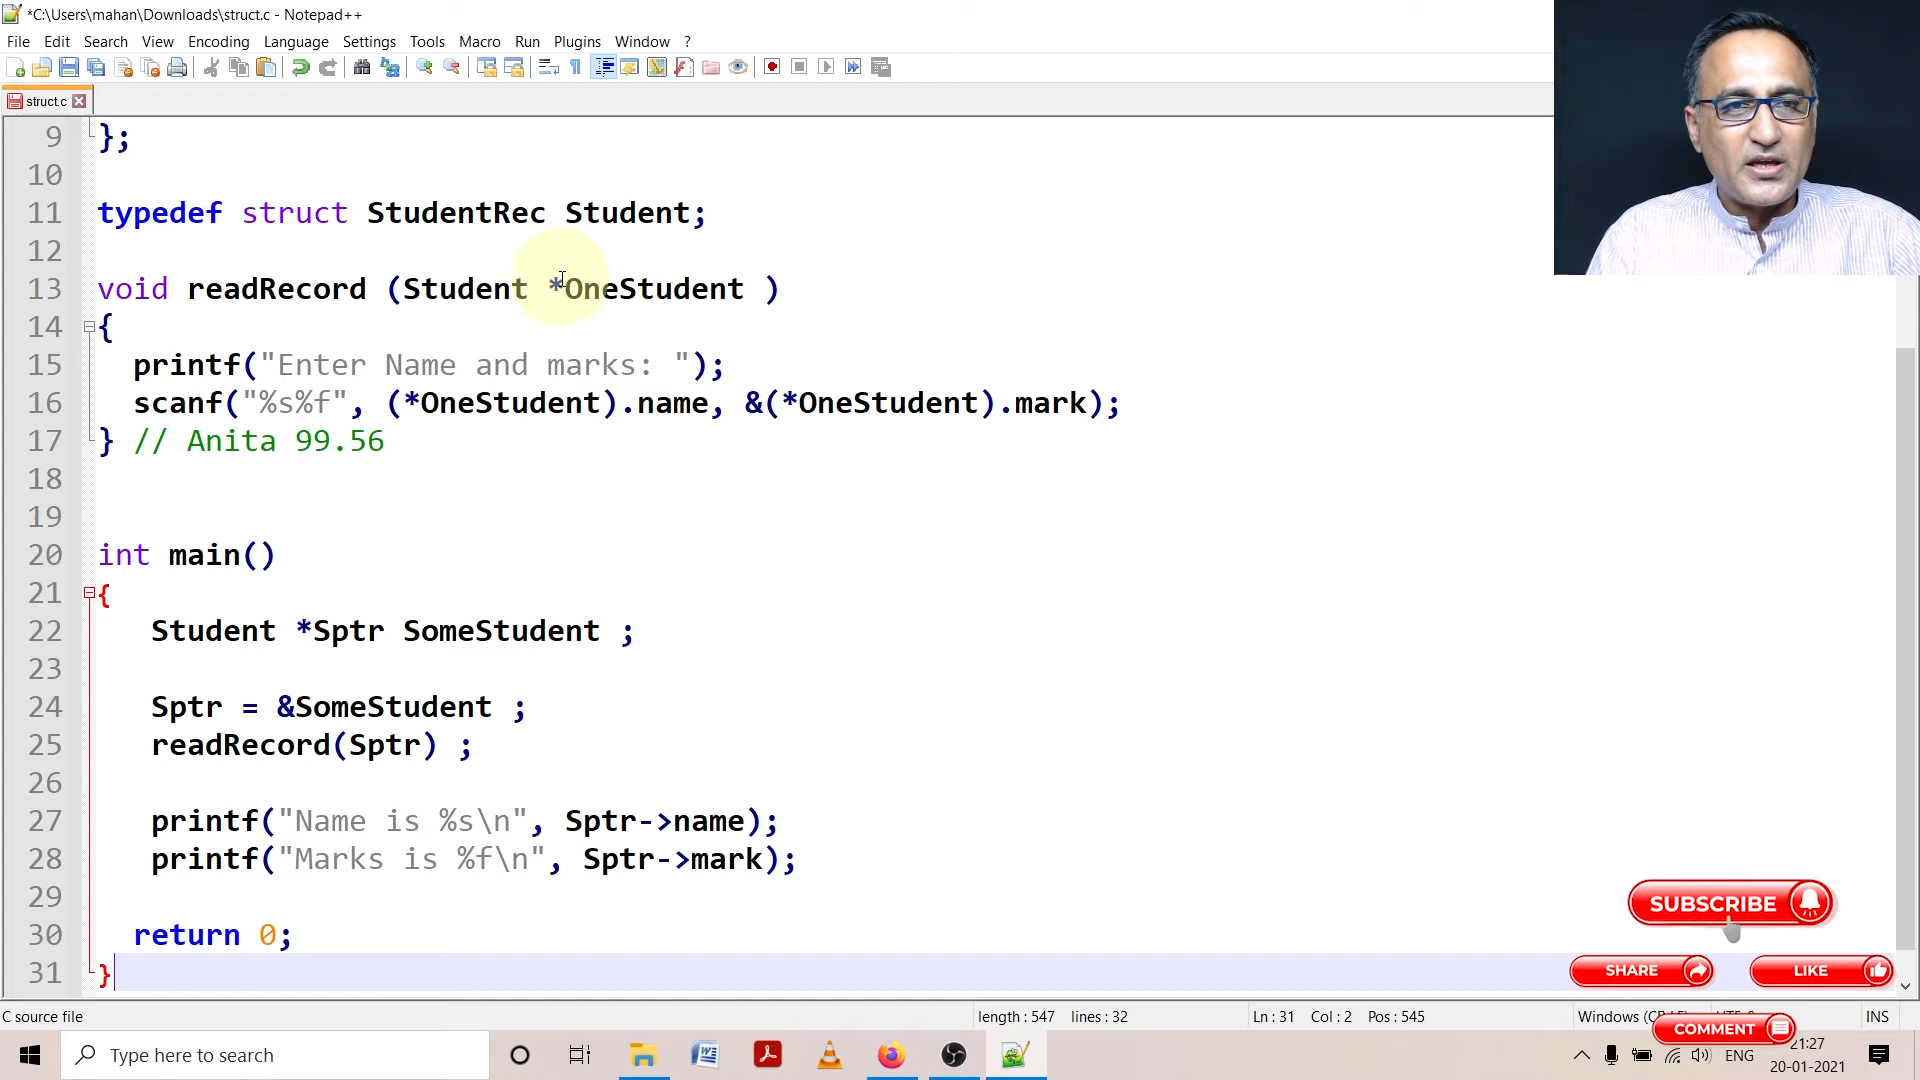 *C:\Users\mahan\Downloads\struct.c - Notepad++
File Edit Search View Encoding Language Settings Tools Macro Run Plugins Window ?
struct.c
9 };
10
11 typedef struct StudentRec Student;
12
13 void readRecord (Student *OneStudent )
14 {
15 printf("Enter Name and marks: ");
16 scanf("%s%f", (*OneStudent).name, &(*OneStudent).mark);
17 } // Anita 99.56
18
19
20 int main()
21 {
22 Student *Sptr SomeStudent ;
23
24 Sptr = &SomeStudent ;
25 readRecord(Sptr) ;
26
27 printf("Name is %s\n", Sptr->name);
28 printf("Marks is %f\n", Sptr->mark);
29
30 return 0;
31 }
SUBSCRIBE
SHARE LIKE
C source file length : 547 lines : 32 Ln : 31 Col : 2 Pos : 545 Windows INS
COMMENT
Type here to search ENG 21:27
20-01-2021